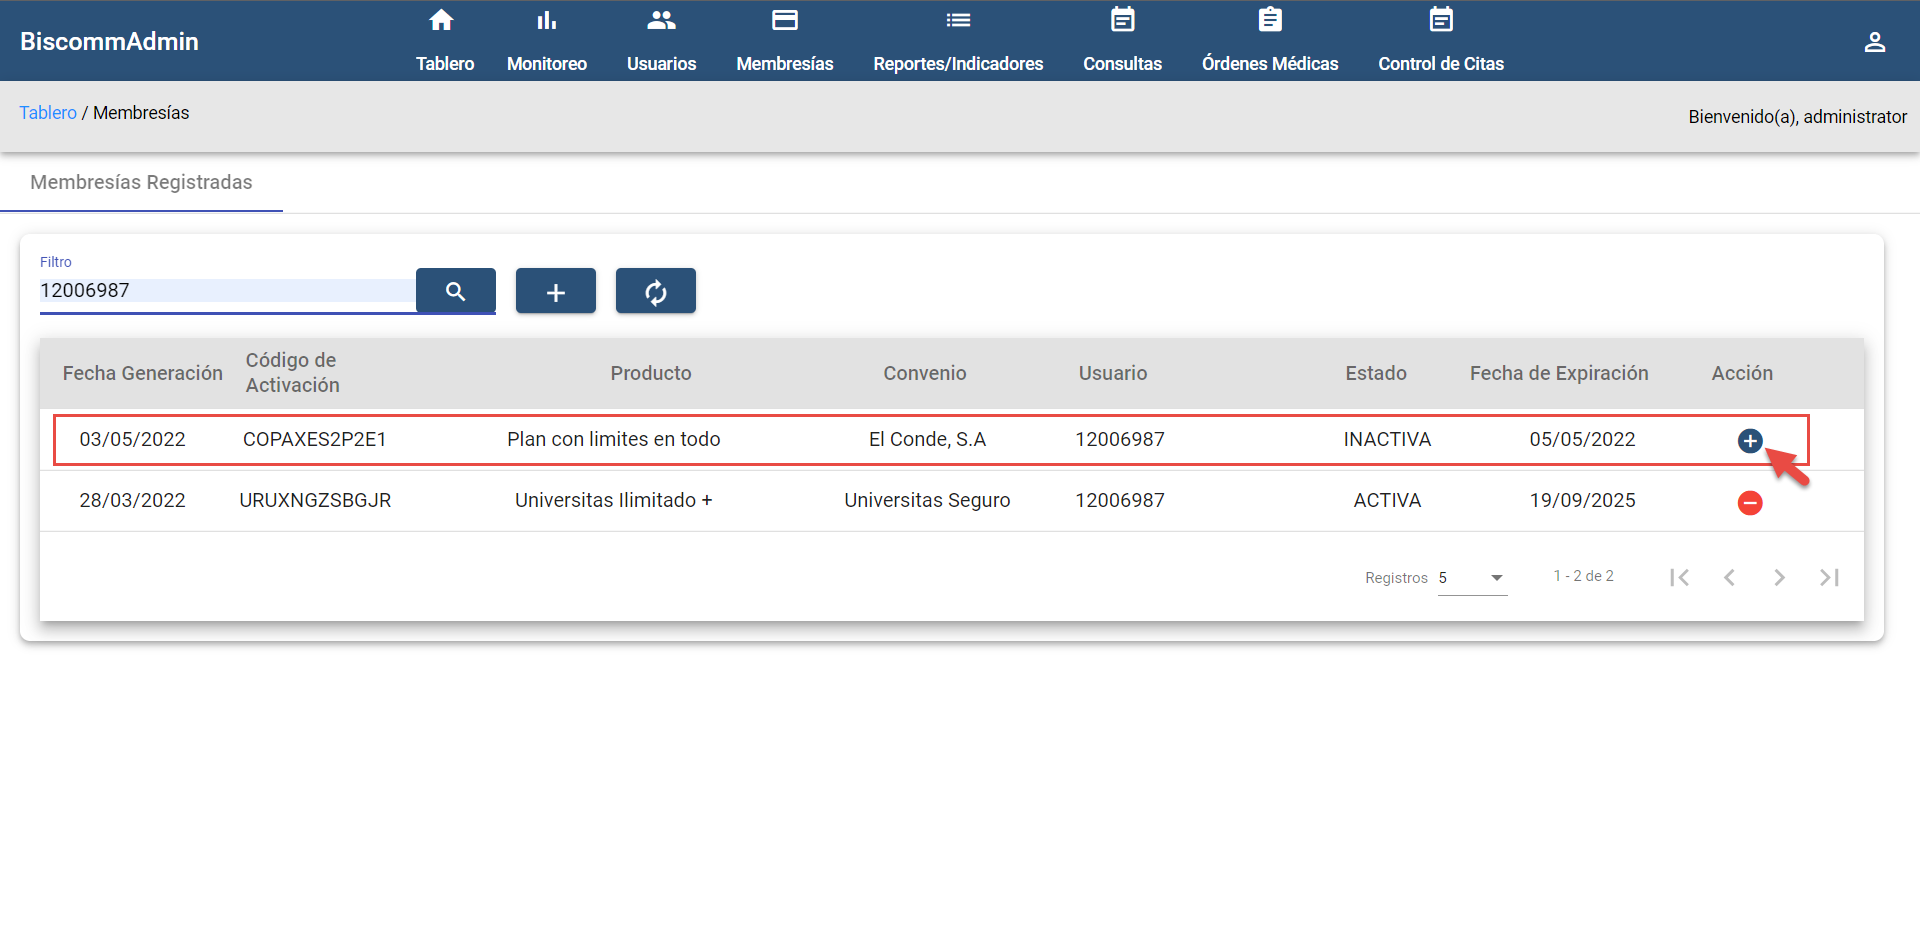 BiscommAdmin
Tablero
Monitoreo
Usuarios
Membresías
Reportes/Indicadores
Consultas
Órdenes Médicas
Control de Citas
Tablero / Membresías
Bienvenido(a), administrator
Membresías Registradas
Filtro
12006987
Fecha Generación
Código de
Activación
Producto
Convenio
Usuario
Estado
Fecha de Expiración
Acción
03/05/2022 COPAXES2P2E1 Plan con limites en todo El Conde, S.A 12006987 INACTIVA 05/05/2022
28/03/2022 URUXNGZSBGJR Universitas Ilimitado + Universitas Seguro 12006987 ACTIVA 19/09/2025
Registros 5 1 - 2 de 2